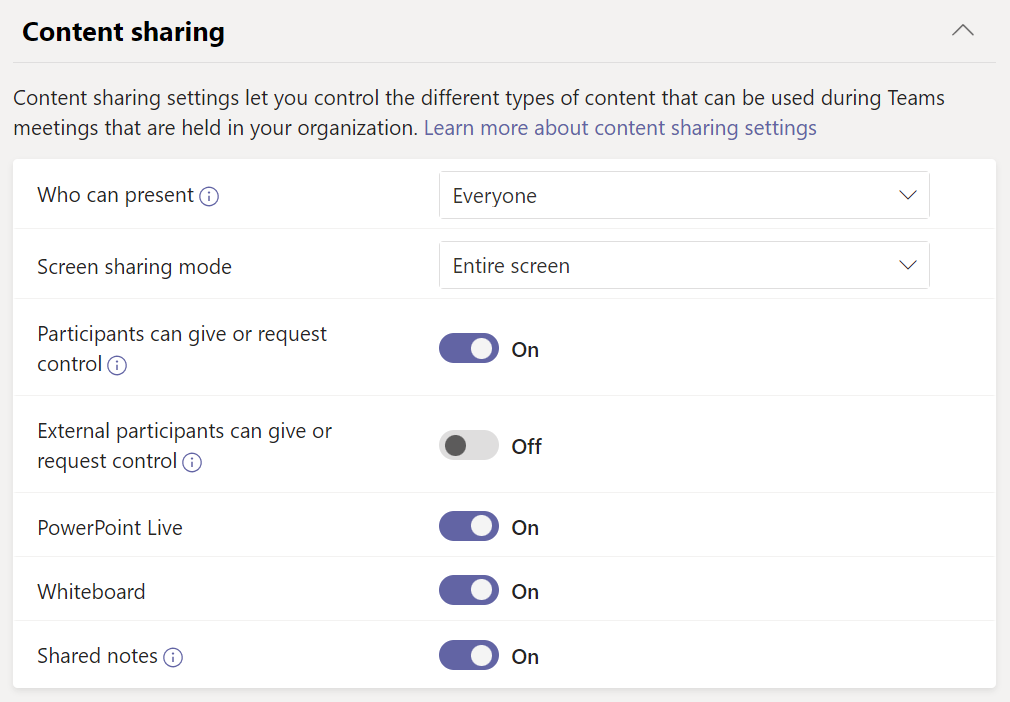 Content sharing
Content sharing settings let you control the different types of content that can be used during Teams
meetings that are held in your organization. Learn more about content sharing settings
Who can present
Everyone
Screen sharing mode
Entire screen
Participants can give or request
control
On
External participants can give or
request control
Off
PowerPoint Live
On
Whiteboard
On
Shared notes
On